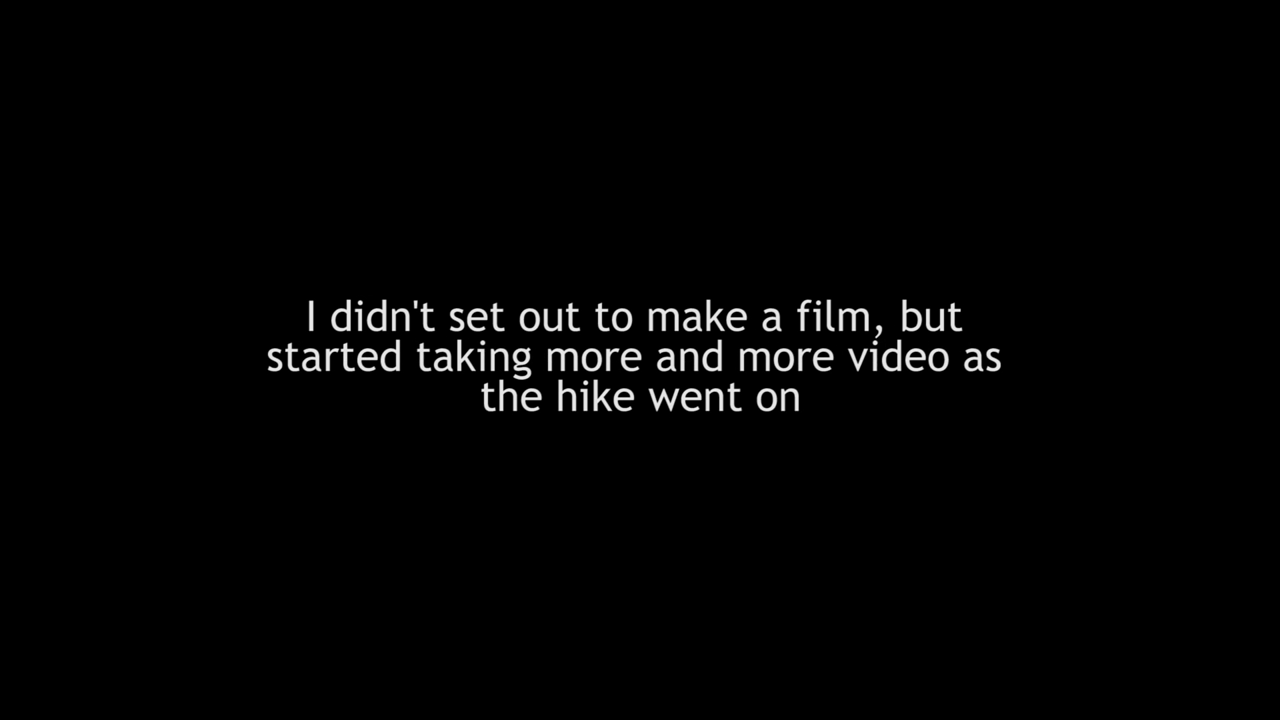 I didn't set out to make a film, but
started taking more and more video as
the hike went on